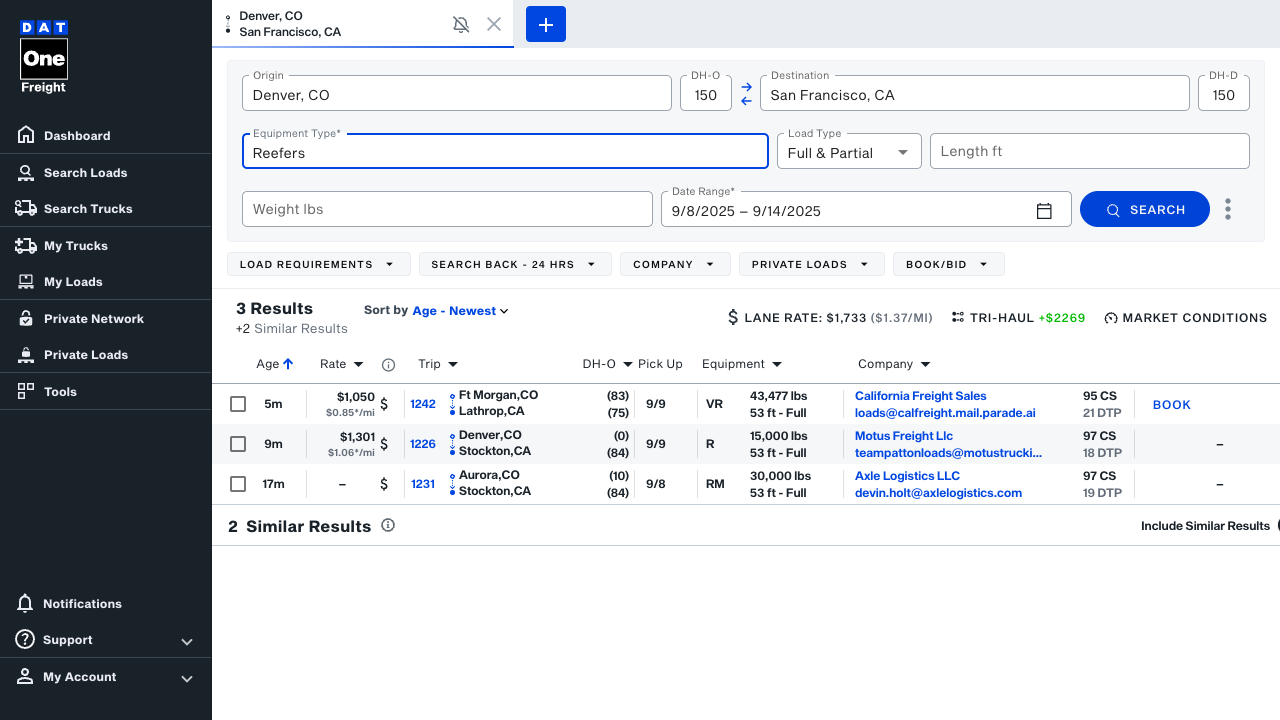 DAT
One
Freight
Dashboard
Search Loads
Search Trucks
My Trucks
My Loads
Private Network
Private Loads
Tools
Notifications
Support
My Account
Denver, CO
San Francisco, CA
Origin
Denver, CO
DH-O
150
Destination
San Francisco, CA
DH-D
150
Equipment Type*
Reefers
Load Type
Full & Partial
Length ft
Weight lbs
Date Range*
9/8/2025 – 9/14/2025
SEARCH
LOAD REQUIREMENTS
SEARCH BACK - 24 HRS
COMPANY
PRIVATE LOADS
BOOK/BID
3 Results
+2 Similar Results
Sort by Age - Newest
$ LANE RATE: $1,733 ($1.37/MI)
TRI-HAUL +$2269
MARKET CONDITIONS
Age Rate Trip DH-O Pick Up Equipment Company
5m $1,050 $ 1242 Ft Morgan,CO (83) 9/9 VR 43,477 lbs California Freight Sales 95 CS BOOK
$0.85*/mi Lathrop,CA (75) 53 ft - Full loads@calfreight.mail.parade.ai 21 DTP
9m $1,301 $ 1226 Denver,CO (0) 9/9 R 15,000 lbs Motus Freight Llc 97 CS –
$1.06*/mi Stockton,CA (84) 53 ft - Full teampattonloads@motustrucki... 18 DTP
17m – $ 1231 Aurora,CO (10) 9/8 RM 30,000 lbs Axle Logistics LLC 97 CS –
Stockton,CA (84) 53 ft - Full devin.holt@axlelogistics.com 19 DTP
2 Similar Results
Include Similar Results